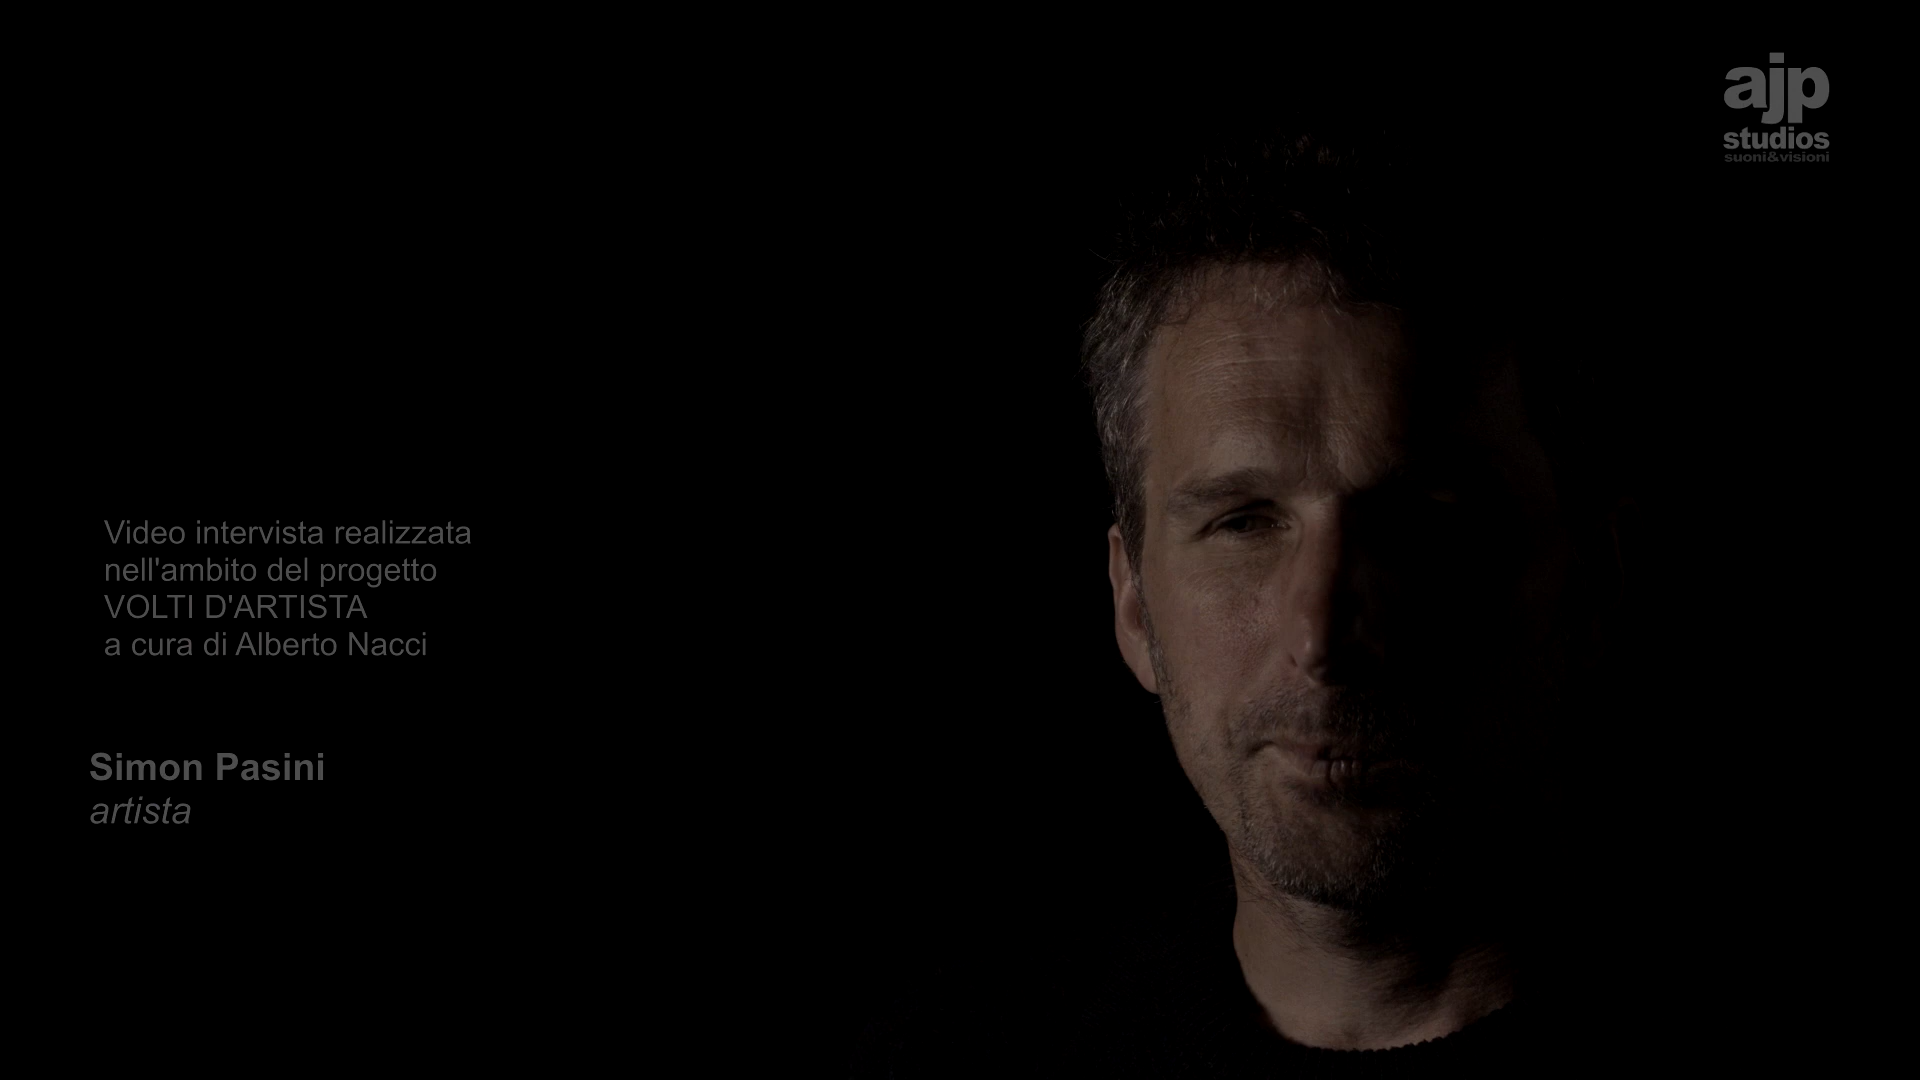 ajp
studios
suoni&visioni
Video intervista realizzata
nell'ambito del progetto
VOLTI D'ARTISTA
a cura di Alberto Nacci
Simon Pasini
artista